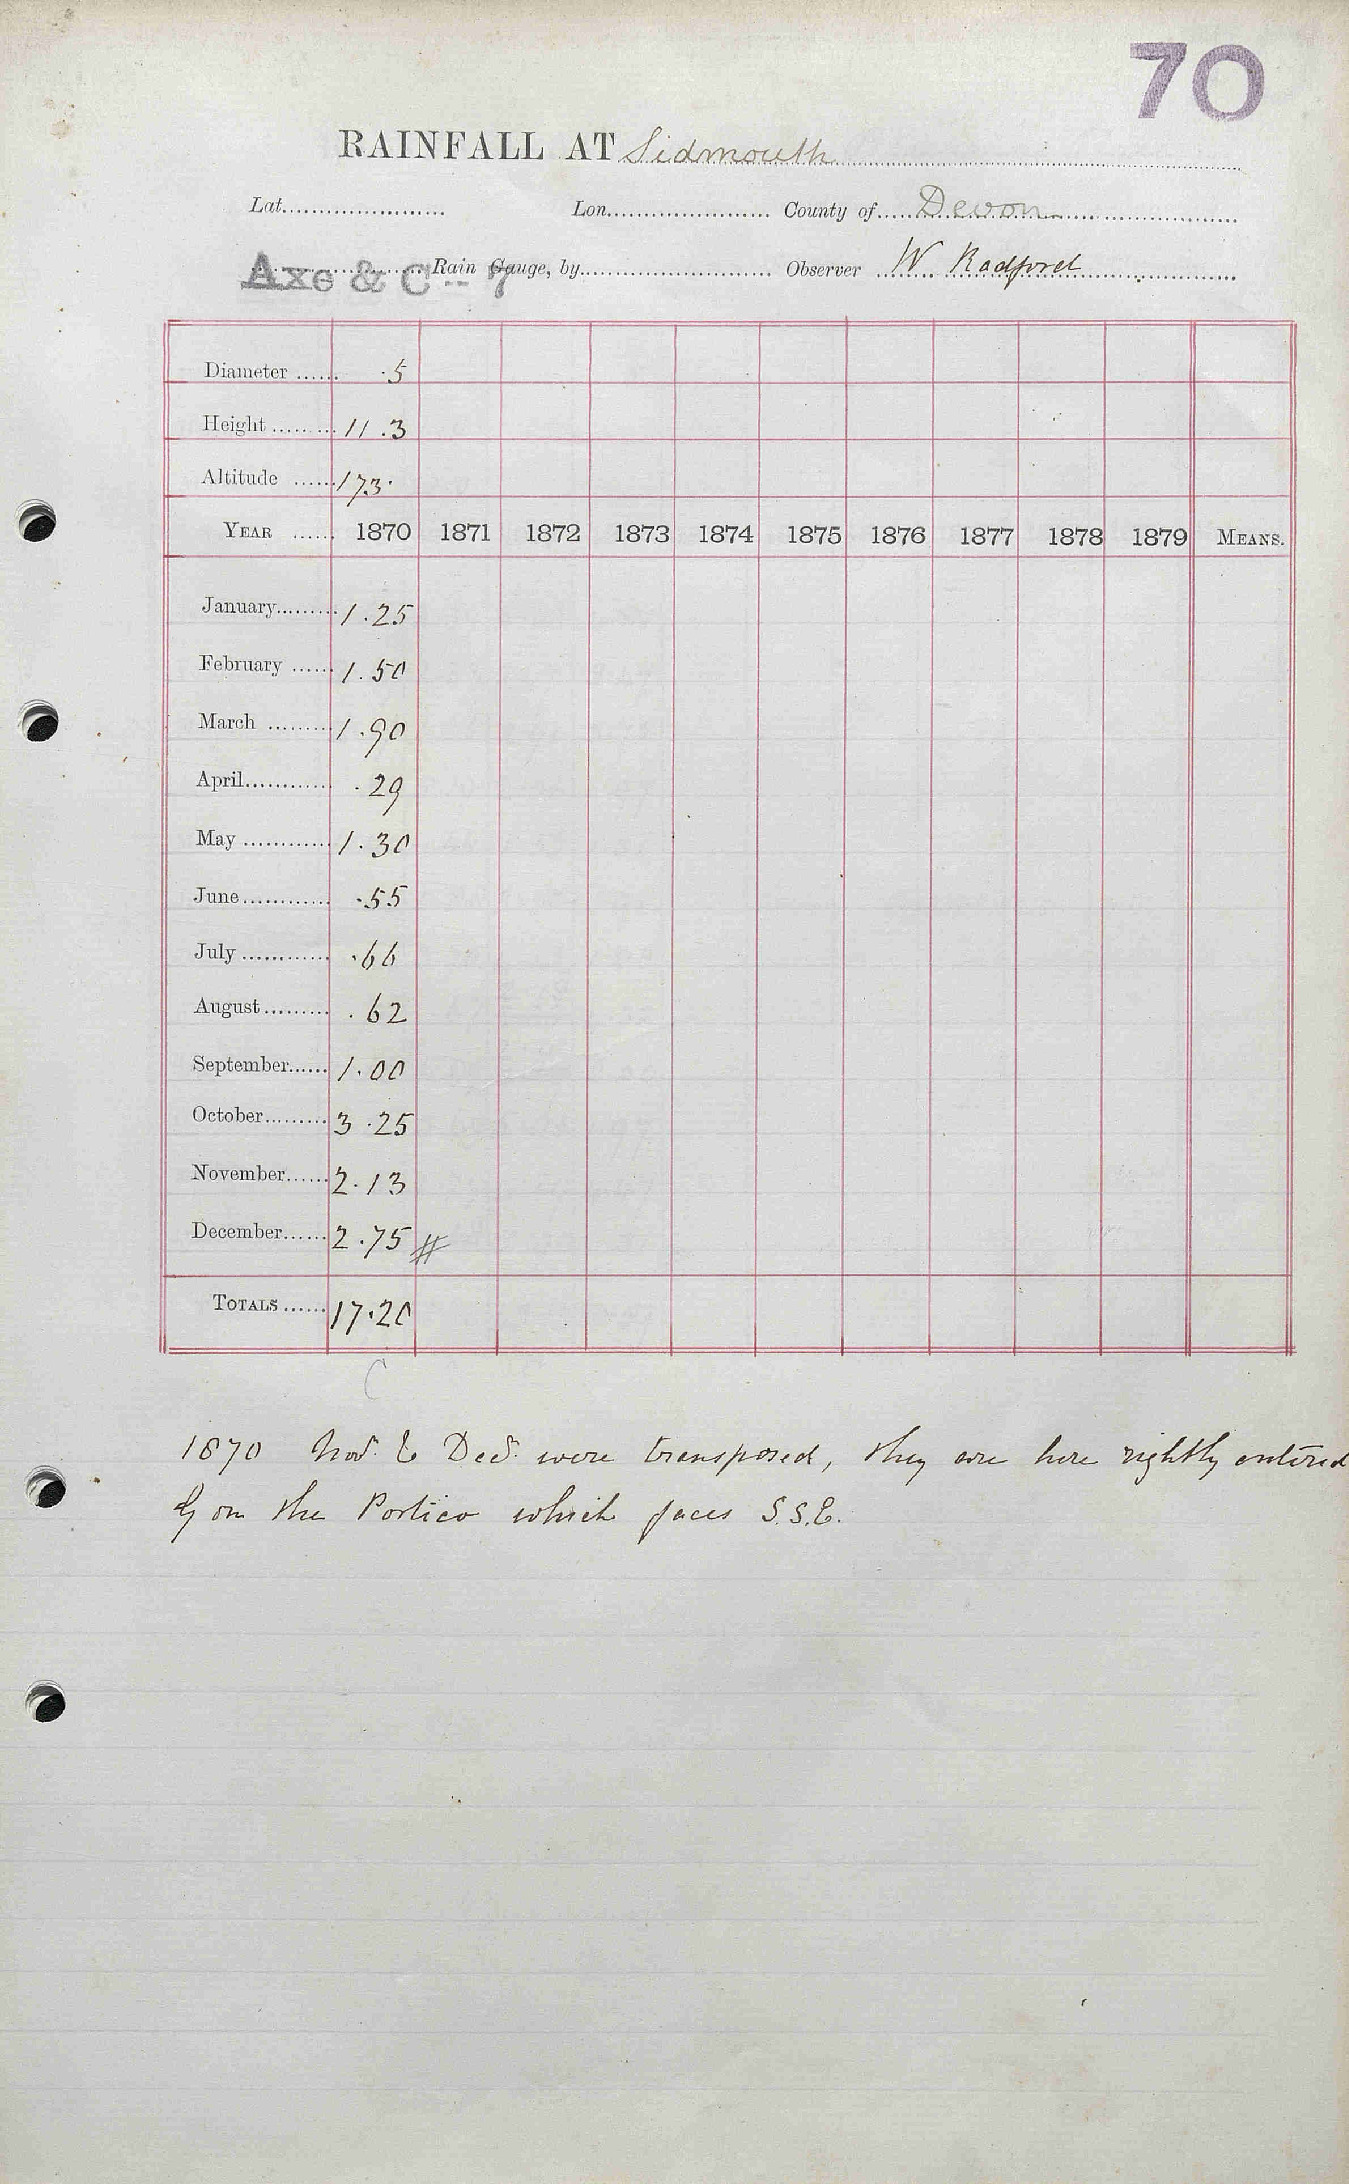 70
RAINFALL AT Sidmouth
Lat. Lon. County of Devon
Axe & C -- 7 Rain Gauge, by Observer W Radford
Diameter .5
Height 11.3
Altitude 173.
YEAR 1870 1871 1872 1873 1874 1875 1876 1877 1878 1879 MEANS.
January 1.25
February 1.50
March 1.90
April .29
May 1.30
June .55
July .66
August .62
September 1.00
October 3.25
November 2.13
December 2.75 #
TOTALS 17.20
C
1870 Nov. & Dec. were transposed, they are here rightly entered
G on the Portico which faces S.S.E.